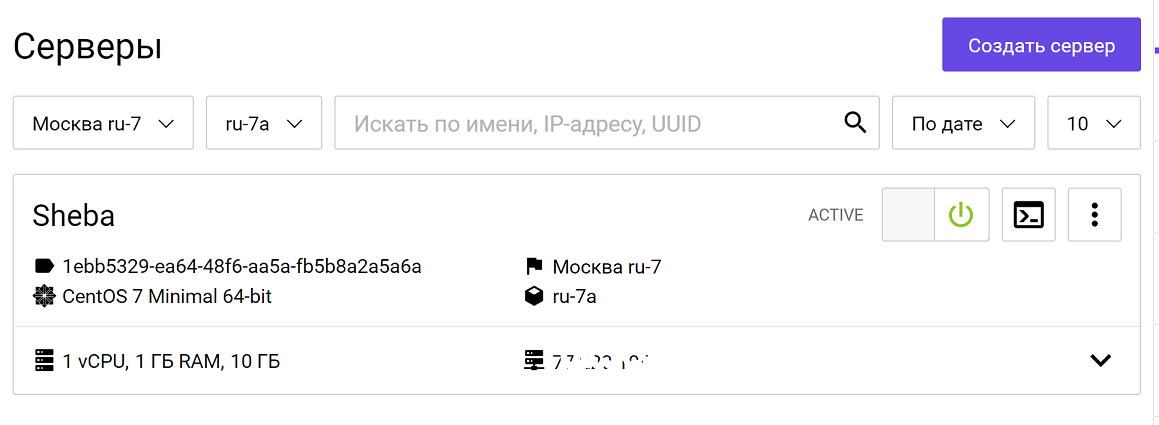 Серверы
Создать сервер
Москва ru-7
ru-7a
Искать по имени, IP-адресу, UUID
По дате
10
Sheba
ACTIVE
1ebb5329-ea64-48f6-aa5a-fb5b8a2a5a6a
Москва ru-7
CentOS 7 Minimal 64-bit
ru-7a
1 vCPU, 1 ГБ RAM, 10 ГБ